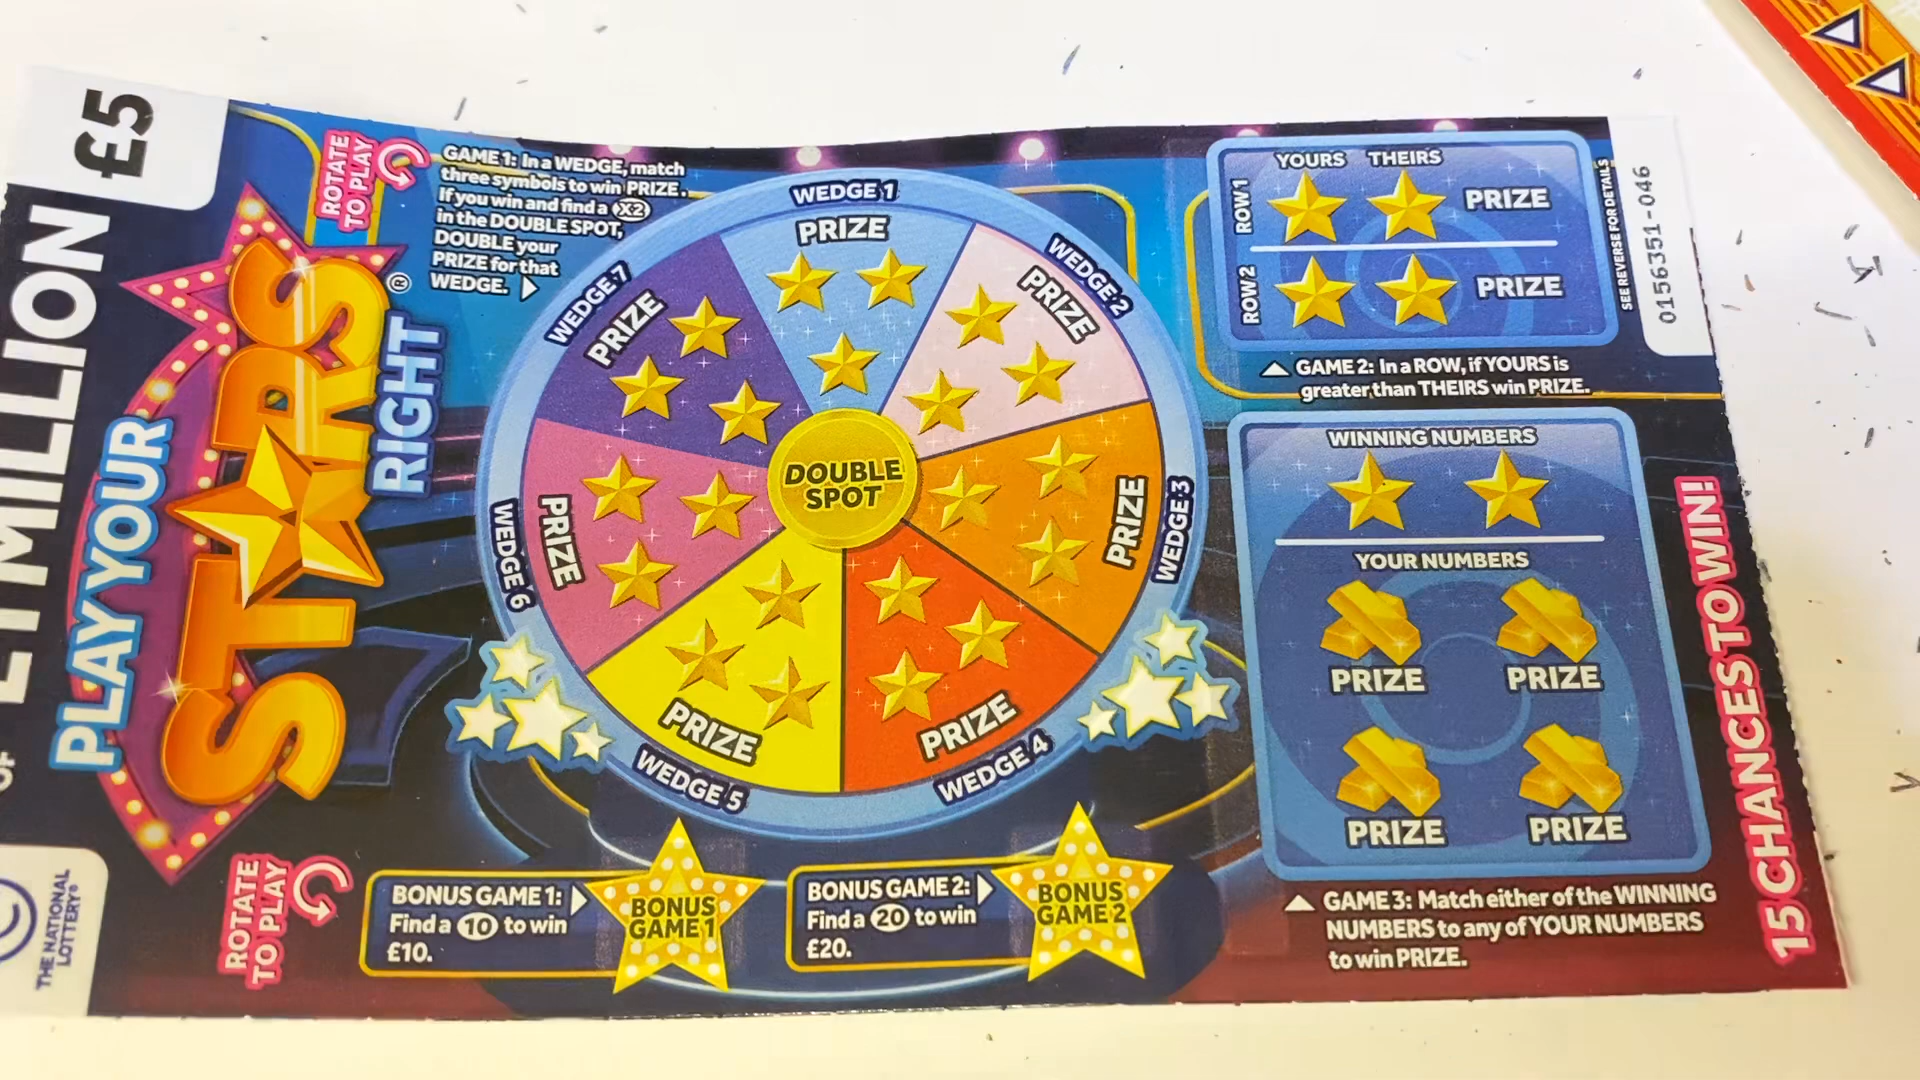 £5
£1 MILLION
OF
PLAY YOUR
STARS
RIGHT
®
ROTATE
TO PLAY
GAME 1: In a WEDGE, match
three symbols to win PRIZE.
If you win and find a X2
in the DOUBLE SPOT,
DOUBLE your
PRIZE for that
WEDGE.
WEDGE 1
PRIZE
WEDGE 2
PRIZE
WEDGE 3
PRIZE
WEDGE 4
PRIZE
WEDGE 5
PRIZE
WEDGE 6
PRIZE
WEDGE 7
PRIZE
DOUBLE
SPOT
YOURS THEIRS
ROW 1
PRIZE
ROW 2
PRIZE
GAME 2: In a ROW, if YOURS is
greater than THEIRS win PRIZE.
SEE REVERSE FOR DETAILS
0156351-046
WINNING NUMBERS
YOUR NUMBERS
PRIZE PRIZE
PRIZE PRIZE
GAME 3: Match either of the WINNING
NUMBERS to any of YOUR NUMBERS
to win PRIZE.
15 CHANCES TO WIN!
THE NATIONAL
LOTTERY®
ROTATE
TO PLAY
BONUS GAME 1:
Find a 10 to win
£10.
BONUS
GAME 1
BONUS GAME 2:
Find a 20 to win
£20.
BONUS
GAME 2